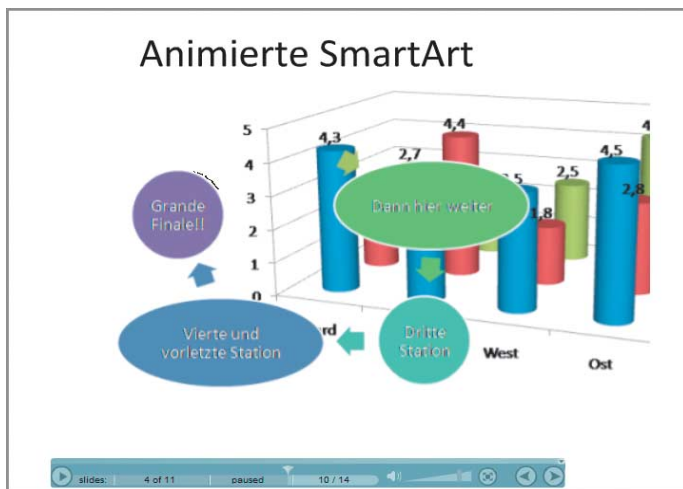 Animierte SmartArt
5
4
3
2
1
0
4,3
2,7
4,4
2,5
1,8
4,5
2,8
Grande
Finale!!
Dann hier weiter
Vierte und
vorletzte Station
Dritte
Station
West
Ost
slides: 4 of 11 paused 10 / 14